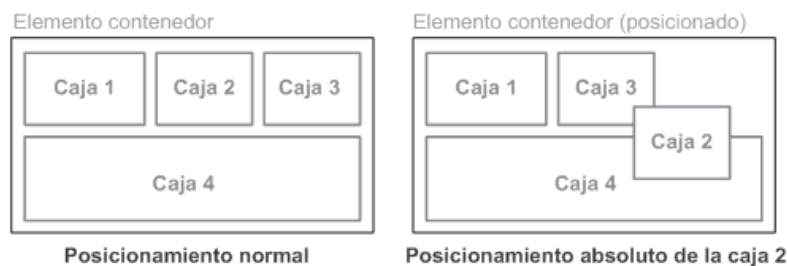 Elemento contenedor
Caja 1 Caja 2 Caja 3
Caja 4
Posicionamiento normal
Elemento contenedor (posicionado)
Caja 1 Caja 3
Caja 2
Caja 4
Posicionamiento absoluto de la caja 2